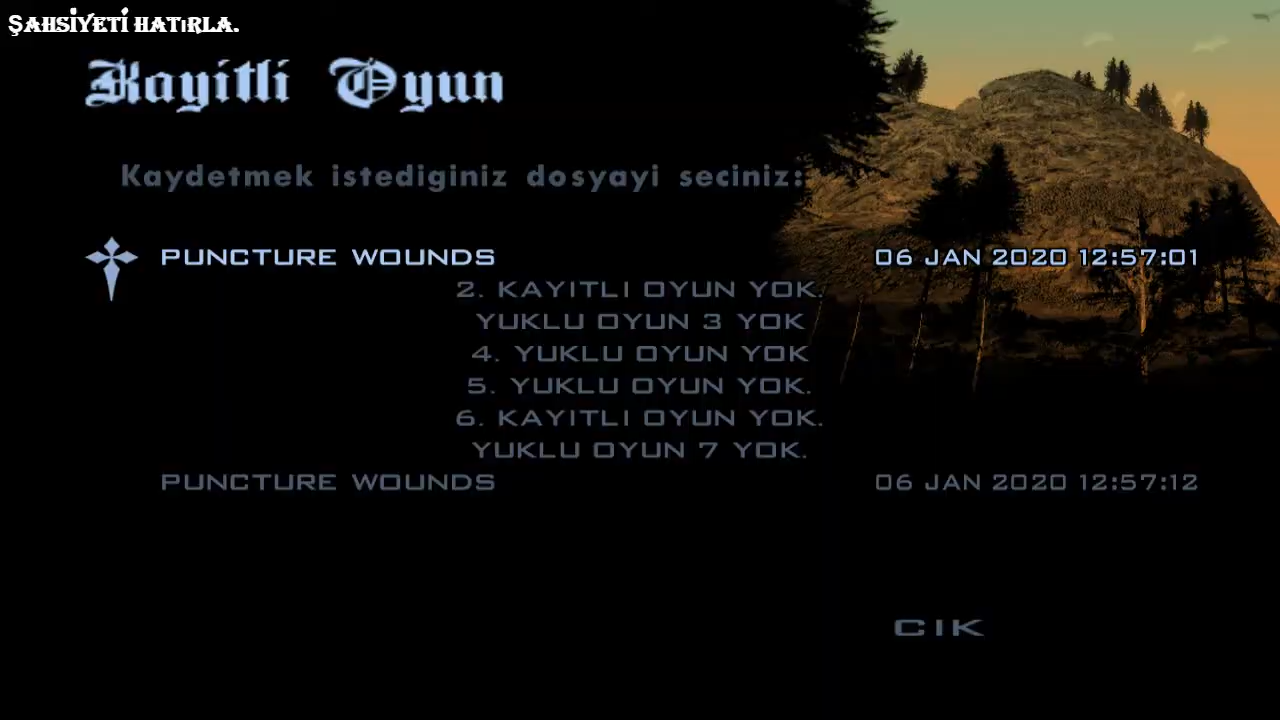 ŞAHSİYETİ HATıRLA.
Kayitli Oyun
Kaydetmek istediginiz dosyayi seciniz:
PUNCTURE WOUNDS 06 JAN 2020 12:57:01
2. KAYITLI OYUN YOK.
YUKLU OYUN 3 YOK
4. YUKLU OYUN YOK
5. YUKLU OYUN YOK.
6. KAYITLI OYUN YOK.
YUKLU OYUN 7 YOK.
PUNCTURE WOUNDS 06 JAN 2020 12:57:12
CIK